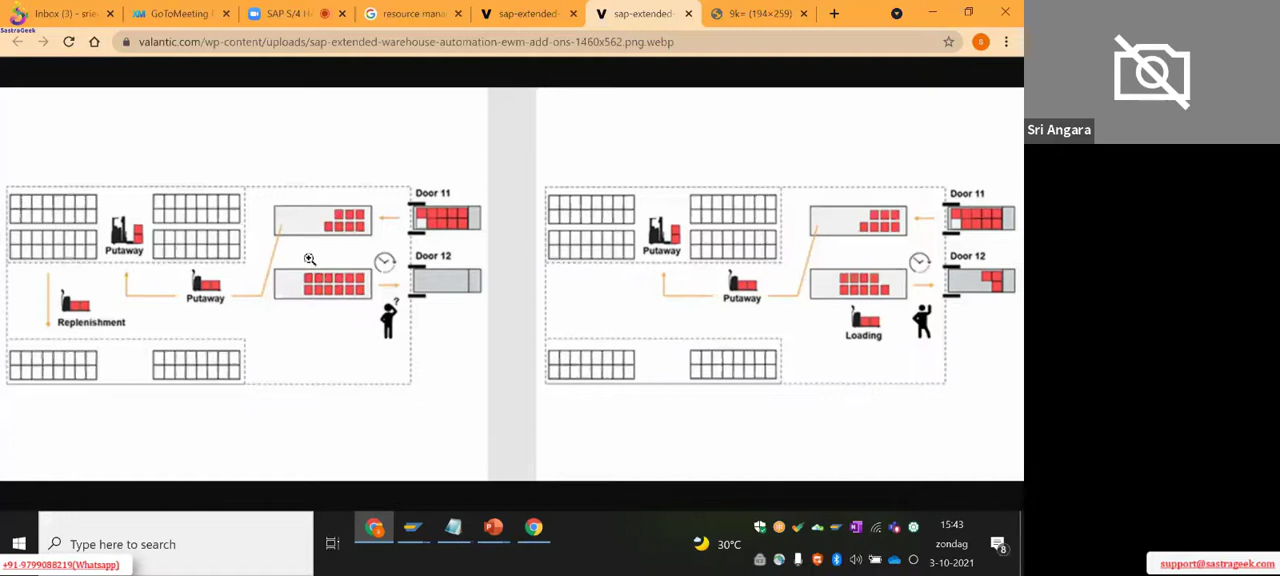 Inbox (3) - srie
GoToMeeting
SAP S/4 H
resource mana
sap-extended
sap-extended-
9k= (194×259)
SastraGeek
valantic.com/wp-content/uploads/sap-extended-warehouse-automation-ewm-add-ons-1460x562.png.webp
S
Sri Angara
Door 11
Putaway
Door 12
Putaway
?
Replenishment
Door 11
Putaway
Door 12
Putaway
Loading
Type here to search
30°C
15:43
zondag
3-10-2021
8
+91-9799088219(Whatsapp)
support@sastrageek.com